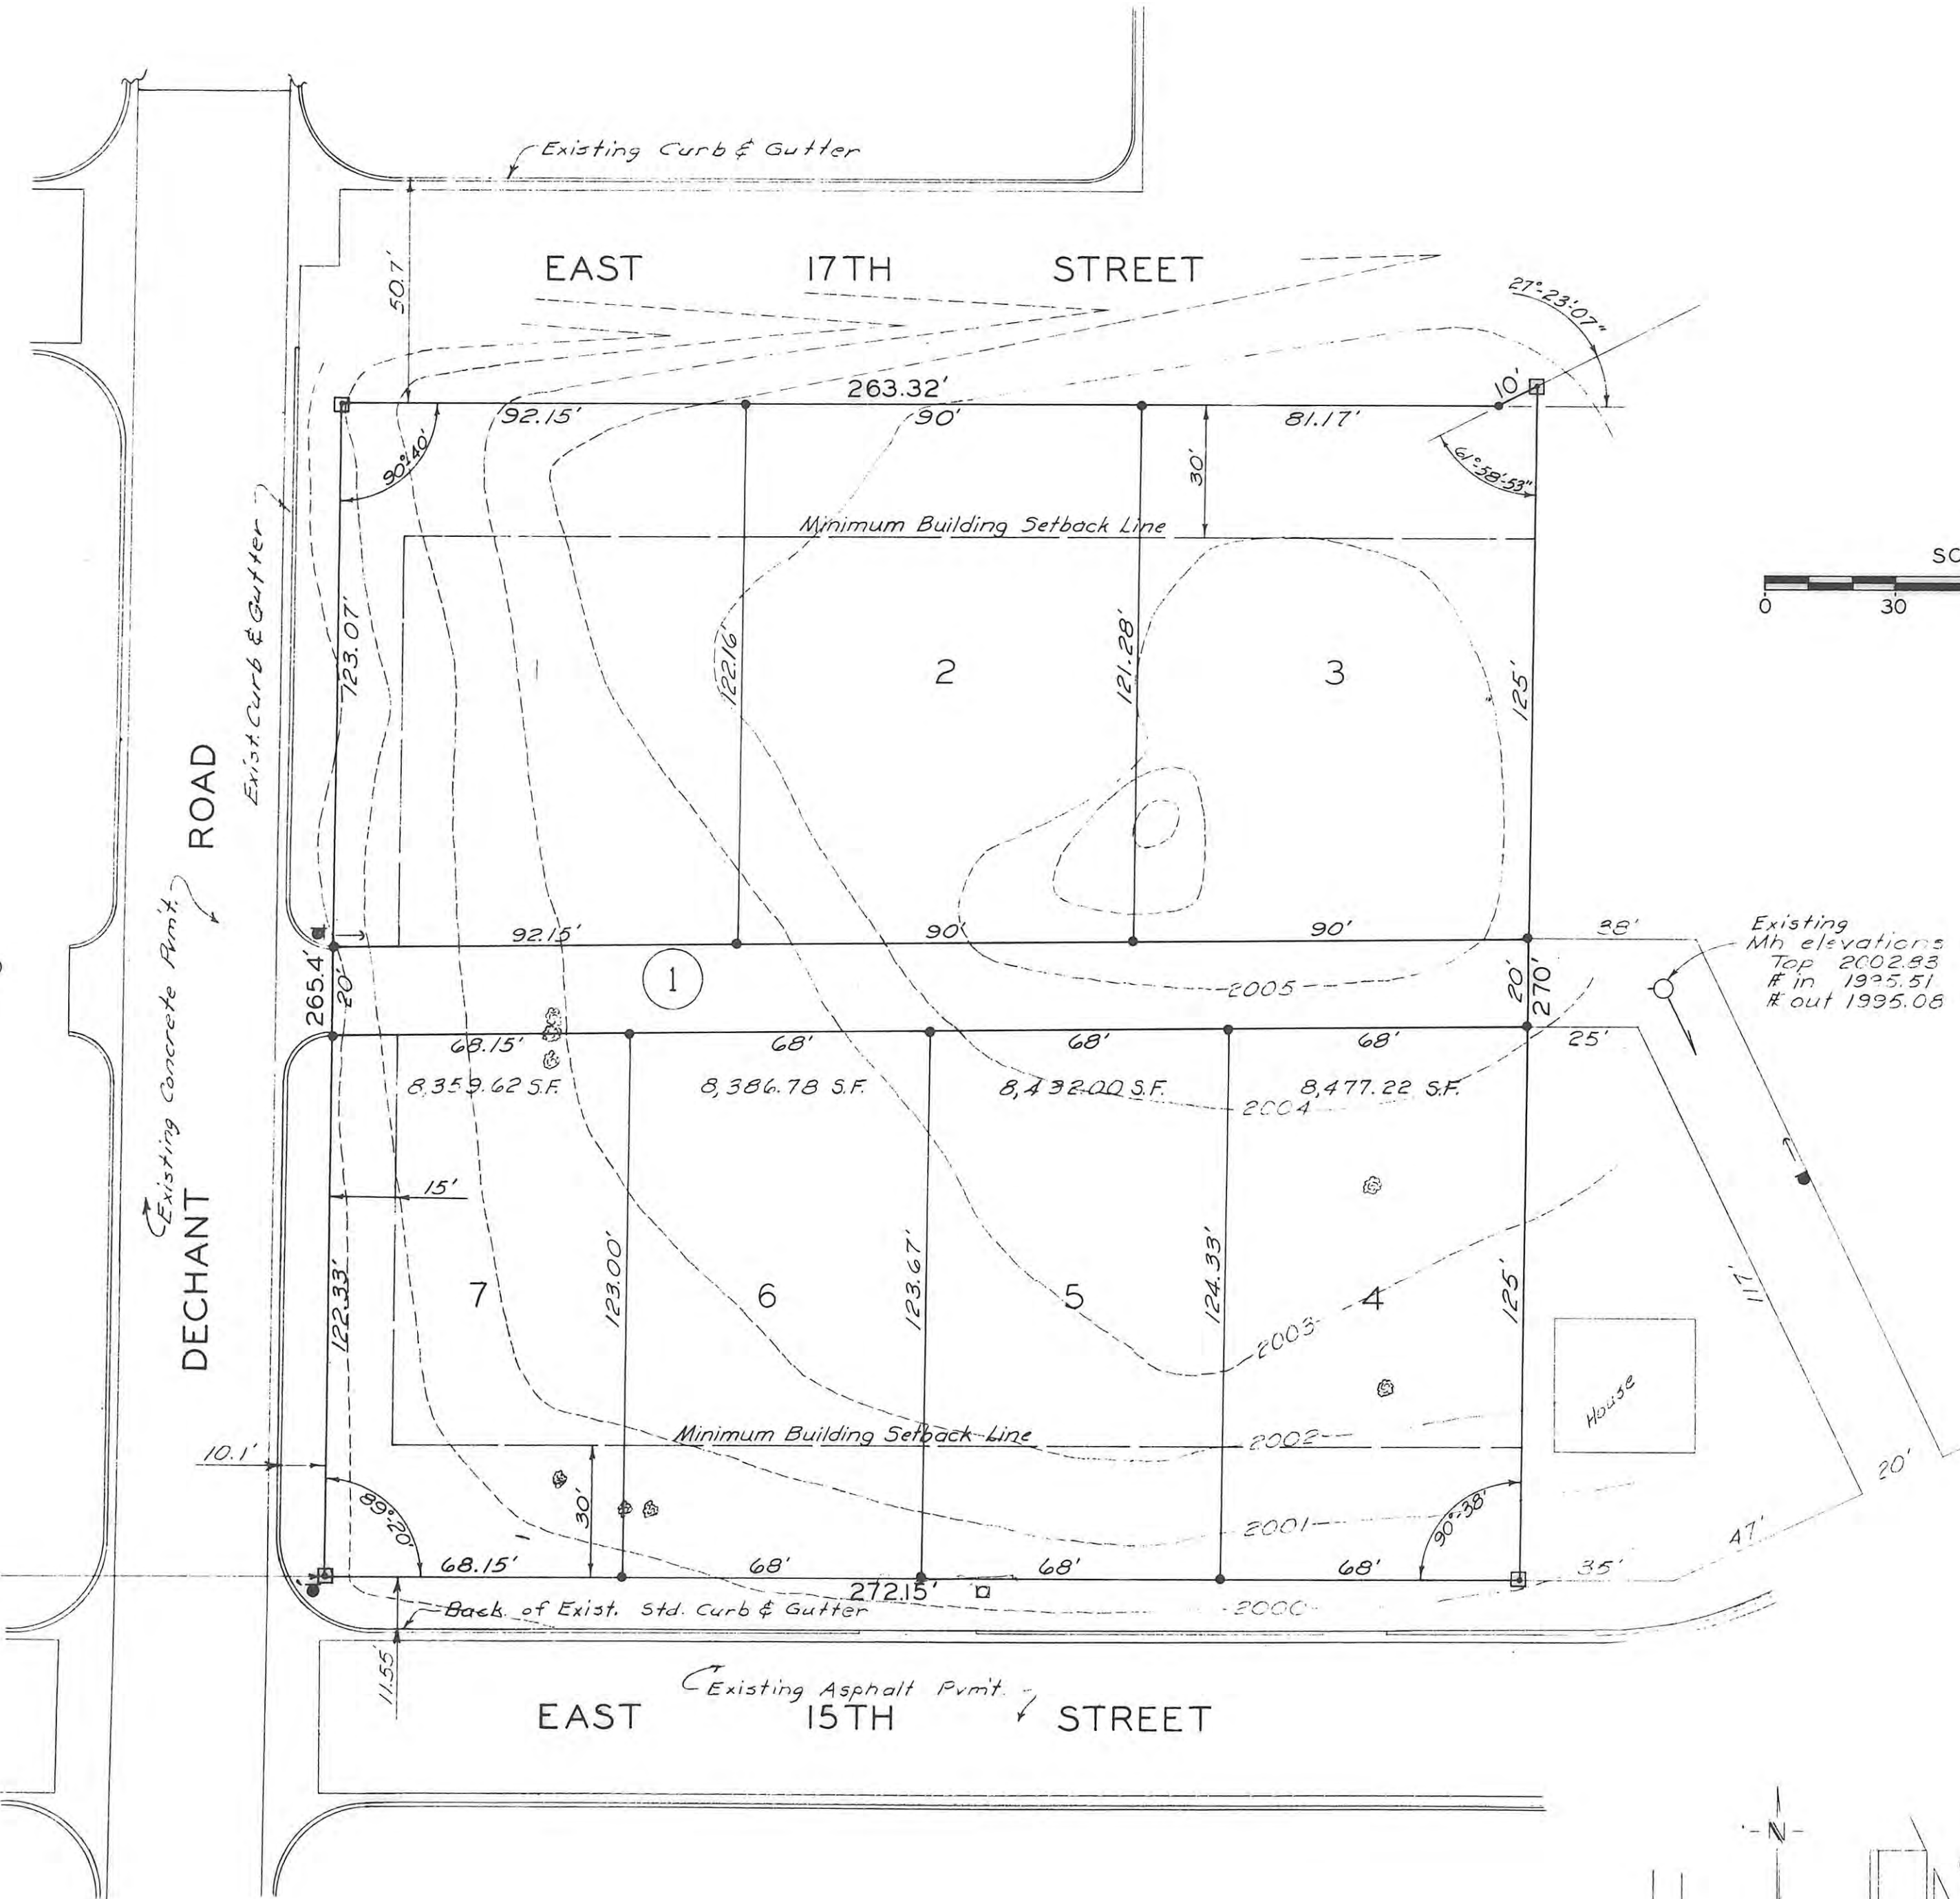 Existing Curb & Gutter
EAST 17TH STREET
50.7'
27°-23'-07"
10'
263.32'
92.15'
90'
81.17'
90°40'
30'
61°-58'-53"
Minimum Building Setback Line
Exist. Curb & Gutter
0 30
123.07'
122.16'
121.28'
125'
1
2
3
DECHANT ROAD
Existing Concrete Pvm't.
92.15'
90'
90'
38'
Existing
Mh elevations
Top 2002.83
in 1995.51
out 1995.08
265.4'
20'
1
2005
20'
270'
68.15'
68'
68'
68'
25'
8,359.62 S.F.
8,386.78 S.F.
8,432.00 S.F.
8,477.22 S.F.
2004
15'
122.33'
123.00'
123.67'
124.33'
125'
117'
7
6
5
4
2003
House
Minimum Building Setback Line
2002
10.1'
20'
89°-20'
30'
2001
90°-38'
47'
68.15'
68'
68'
68'
35'
272.15'
Back of Exist. Std. Curb & Gutter
2000
11.55'
Existing Asphalt Pvm't.
EAST 15TH STREET
N